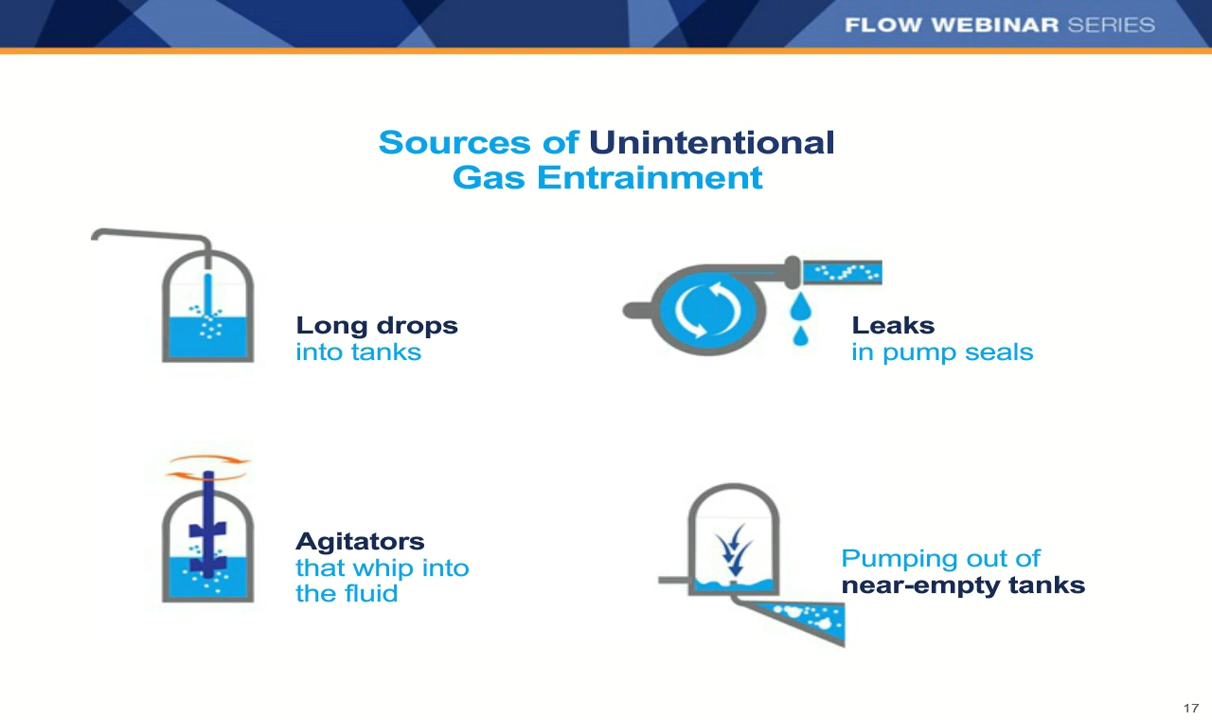 FLOW WEBINAR SERIES
Sources of Unintentional
Gas Entrainment
Long drops
into tanks
Leaks
in pump seals
Agitators
that whip into
the fluid
Pumping out of
near-empty tanks
17